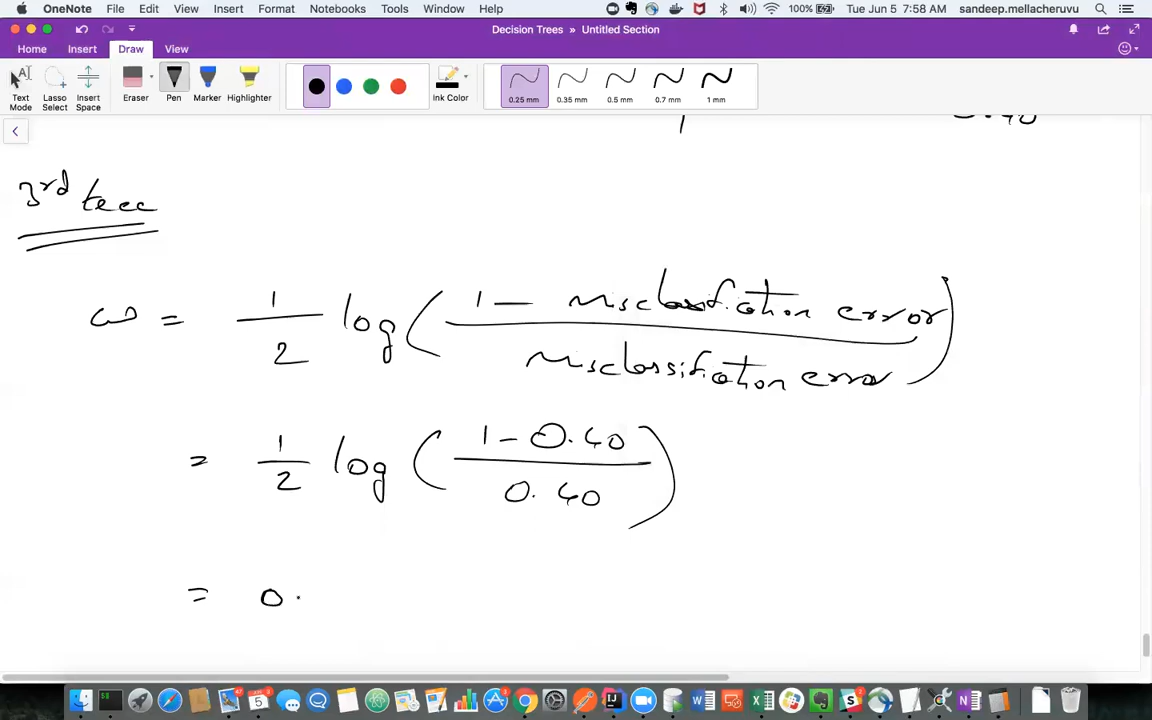 OneNote File Edit View Insert Format Notebooks Tools Window Help 100% Tue Jun 5 7:58 AM sandeep.mellacheruvu
Decision Trees » Untitled Section
Home Insert Draw View
Text Mode Lasso Select Insert Space Eraser Pen Marker Highlighter Ink Color 0.25 mm 0.35 mm 0.5 mm 0.7 mm 1 mm
3rd tree
ω = 1/2 log( (1 - misclassifiation error) / (misclassifiation error) )
= 1/2 log( (1 - 0.40) / (0.40) )
= 0.